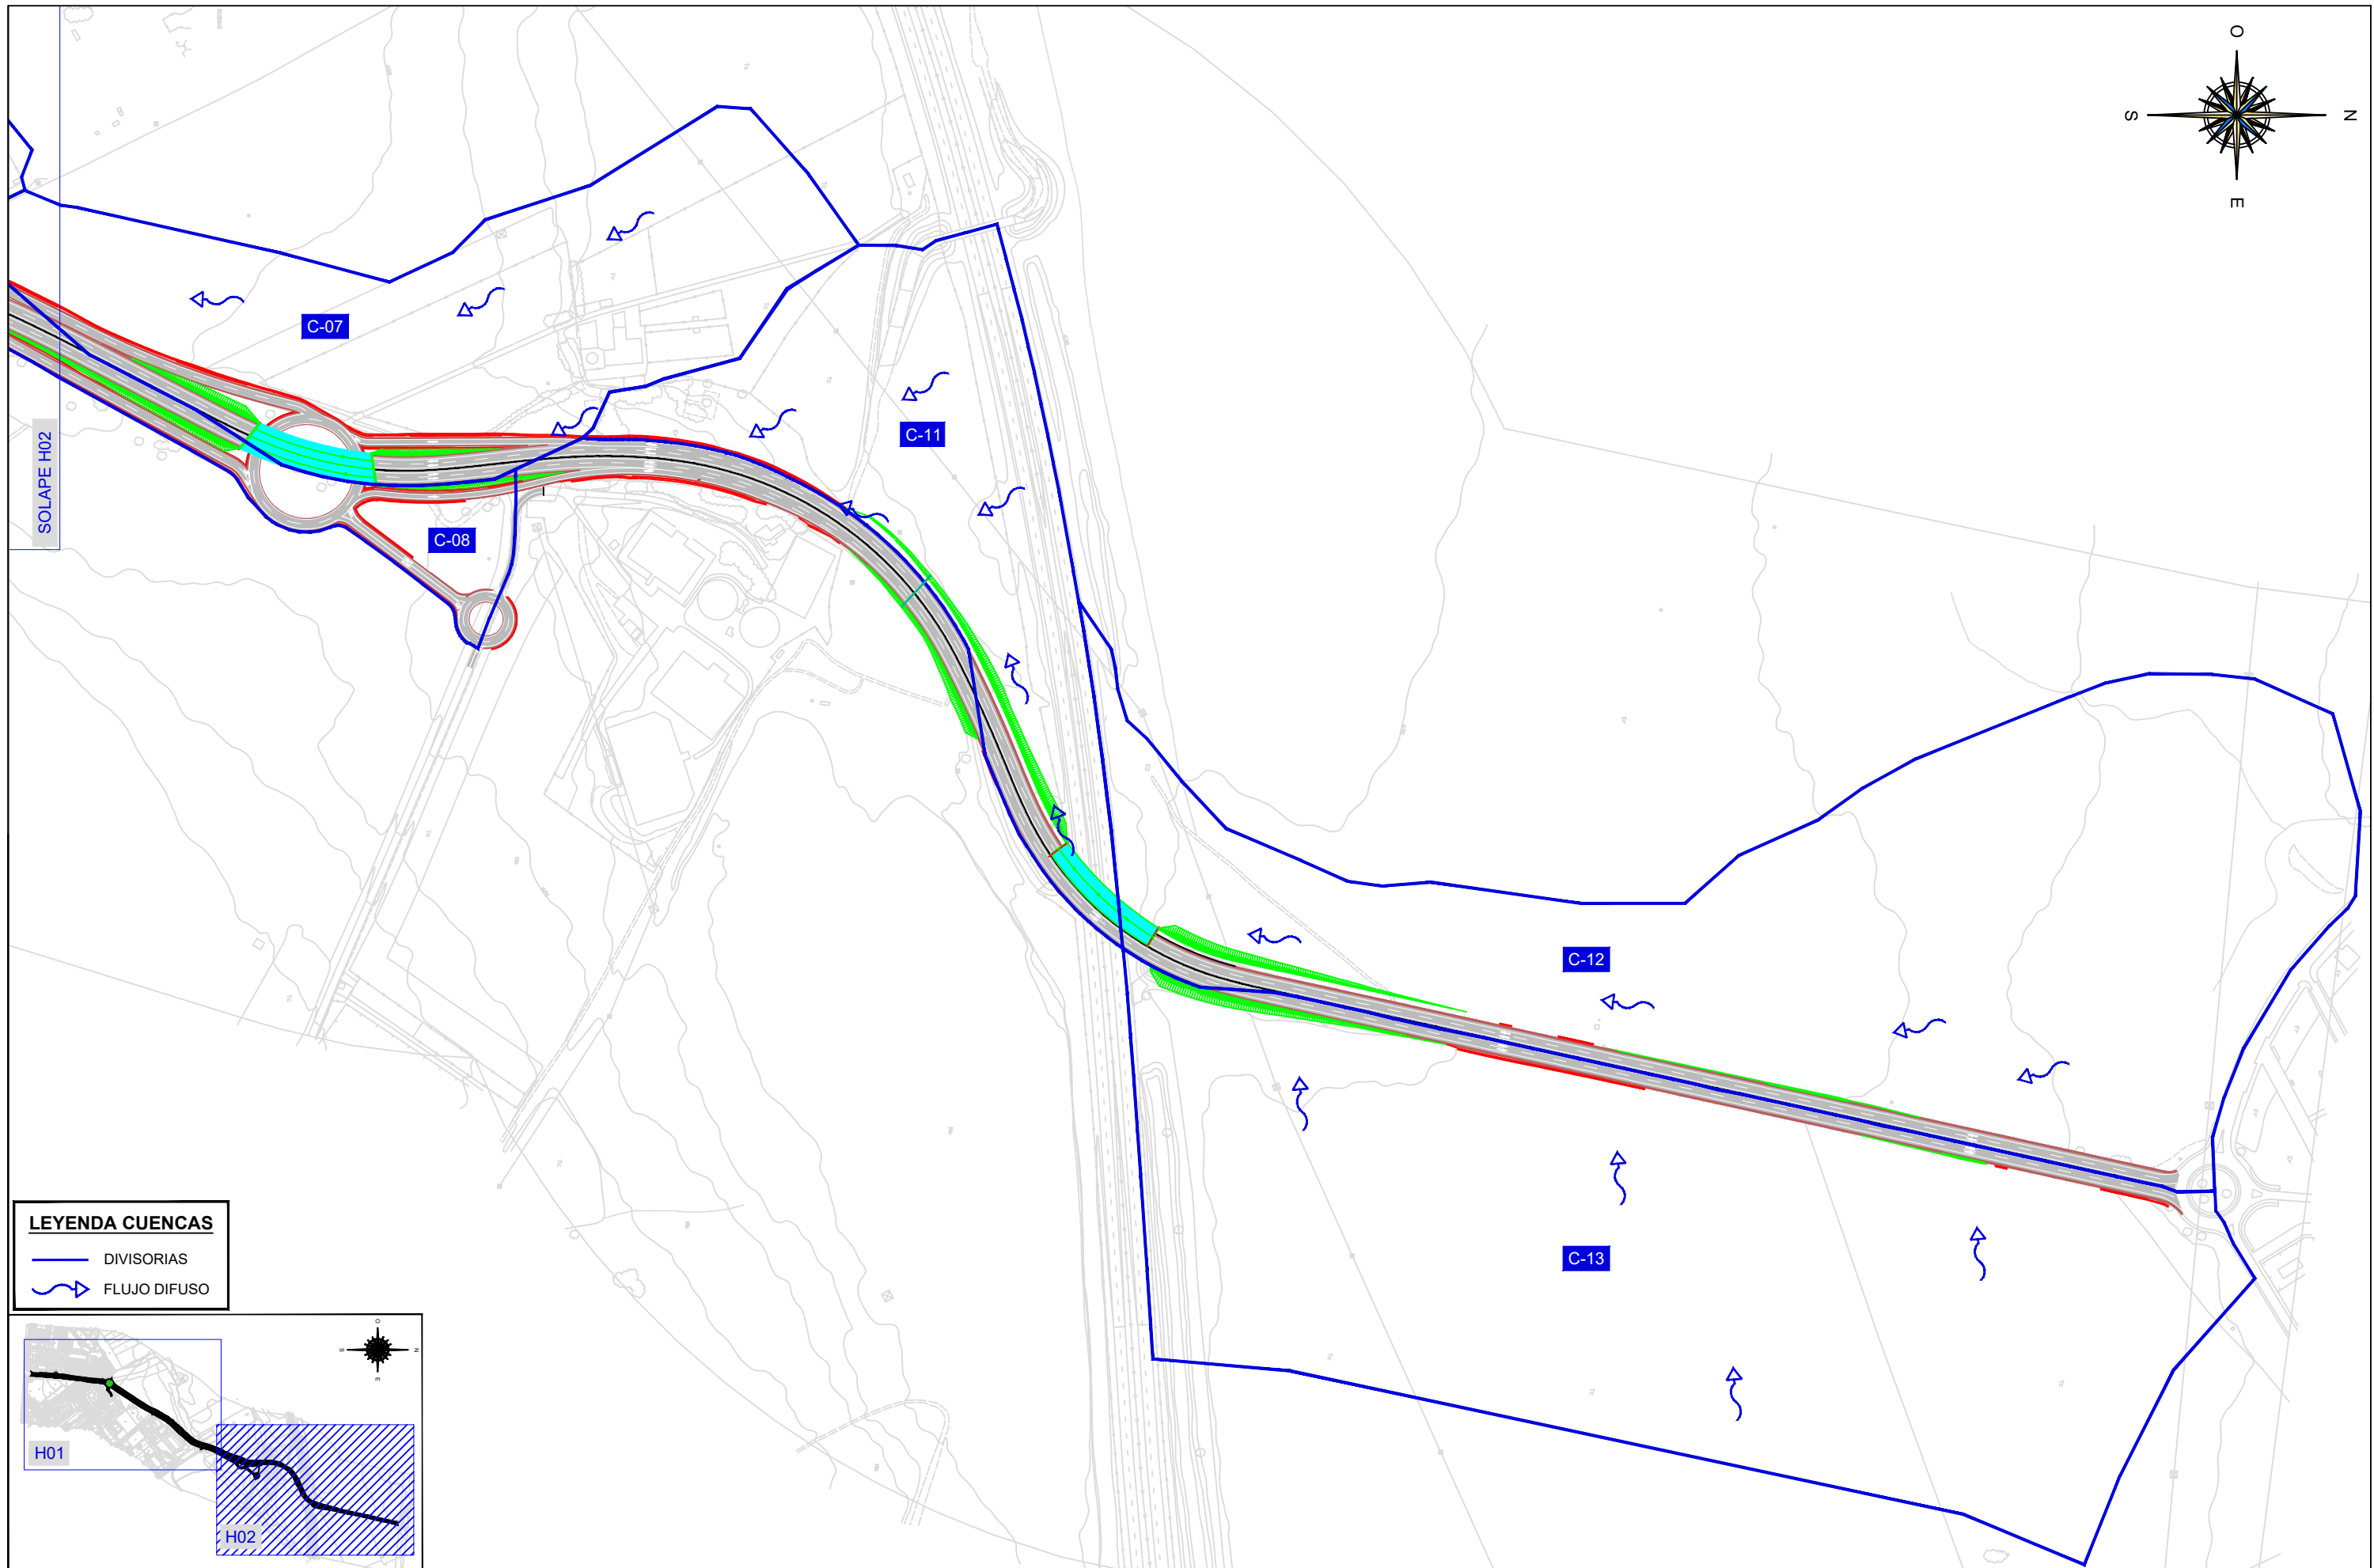 O
S
N
E
C-07
C-11
SOLAPE H02
C-08
C-12
C-13
LEYENDA CUENCAS
DIVISORIAS
FLUJO DIFUSO
O
S
N
E
H01
H02